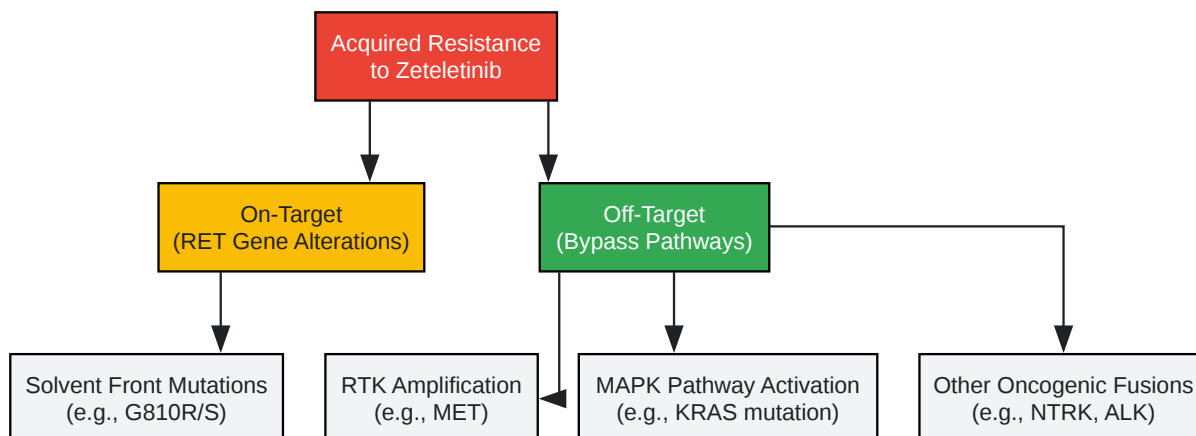 Acquired Resistance
to Zeteletinib
On-Target
(RET Gene Alterations)
Off-Target
(Bypass Pathways)
Solvent Front Mutations
(e.g., G810R/S)
RTK Amplification
(e.g., MET)
MAPK Pathway Activation
(e.g., KRAS mutation)
Other Oncogenic Fusions
(e.g., NTRK, ALK)